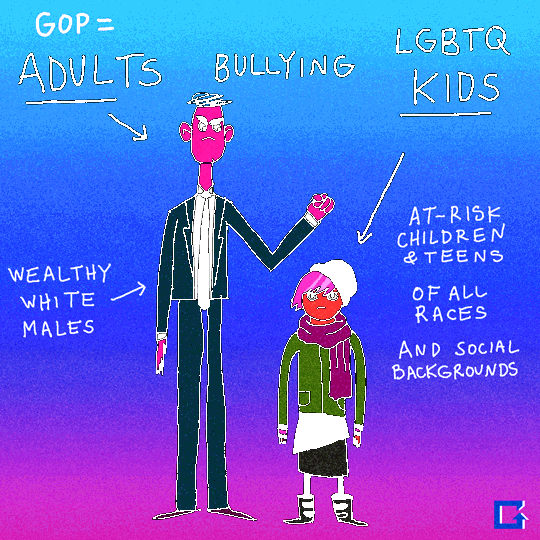 GOP =
ADULTS BULLYING LGBTQ
KIDS
WEALTHY
WHITE
MALES
AT-RISK
CHILDREN
& TEENS
OF ALL
RACES
AND SOCIAL
BACKGROUNDS